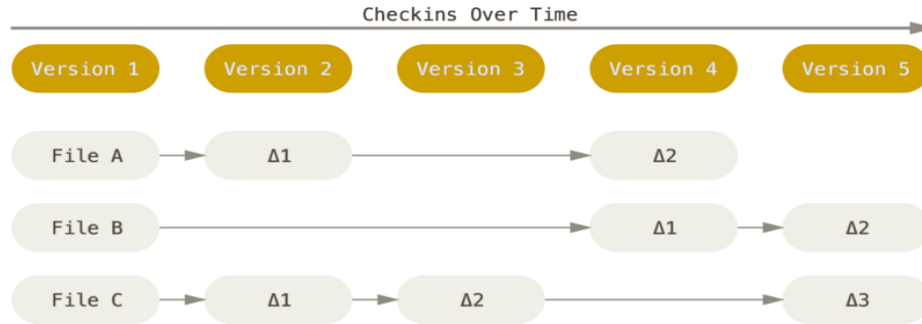 Checkins Over Time
Version 1 Version 2 Version 3 Version 4 Version 5
File A Δ1 Δ2
File B Δ1 Δ2
File C Δ1 Δ2 Δ3